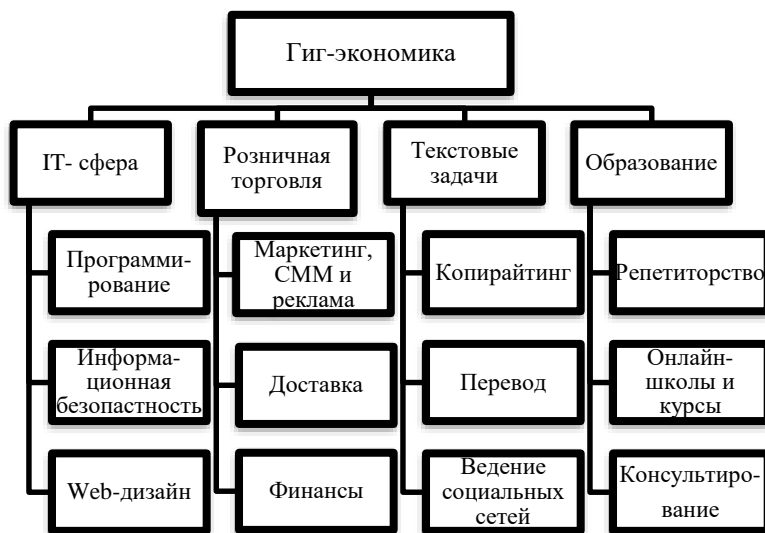 Гиг-экономика
IT- сфера
Розничная
торговля
Текстовые
задачи
Образование
Программи-
рование
Маркетинг,
СММ и
реклама
Копирайтинг
Репетиторство
Информа-
ционная
безопастность
Доставка
Перевод
Онлайн-
школы и
курсы
Web-дизайн
Финансы
Ведение
социальных
сетей
Консультиро-
вание